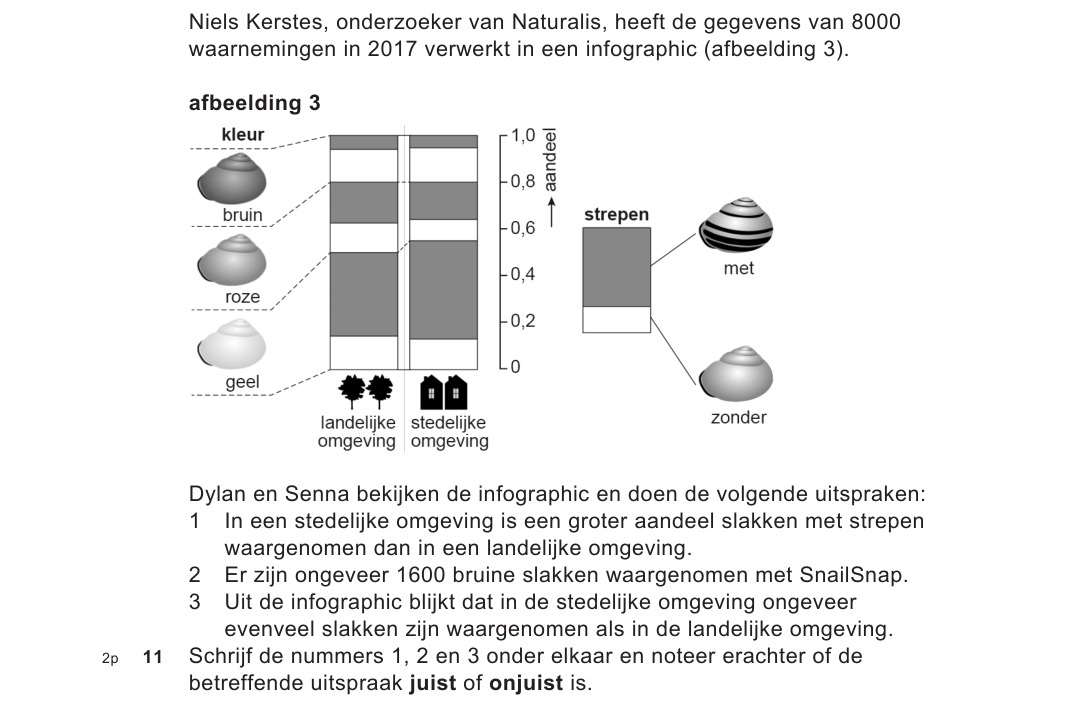 Niels Kerstes, onderzoeker van Naturalis, heeft de gegevens van 8000
waarnemingen in 2017 verwerkt in een infographic (afbeelding 3).
afbeelding 3
kleur
bruin
roze
geel
landelijke
omgeving
stedelijke
omgeving
1,0
0,8
0,6
0,4
0,2
0
aandeel
strepen
met
zonder
Dylan en Senna bekijken de infographic en doen de volgende uitspraken:
1 In een stedelijke omgeving is een groter aandeel slakken met strepen
waargenomen dan in een landelijke omgeving.
2 Er zijn ongeveer 1600 bruine slakken waargenomen met SnailSnap.
3 Uit de infographic blijkt dat in de stedelijke omgeving ongeveer
evenveel slakken zijn waargenomen als in de landelijke omgeving.
2p 11 Schrijf de nummers 1, 2 en 3 onder elkaar en noteer erachter of de
betreffende uitspraak juist of onjuist is.